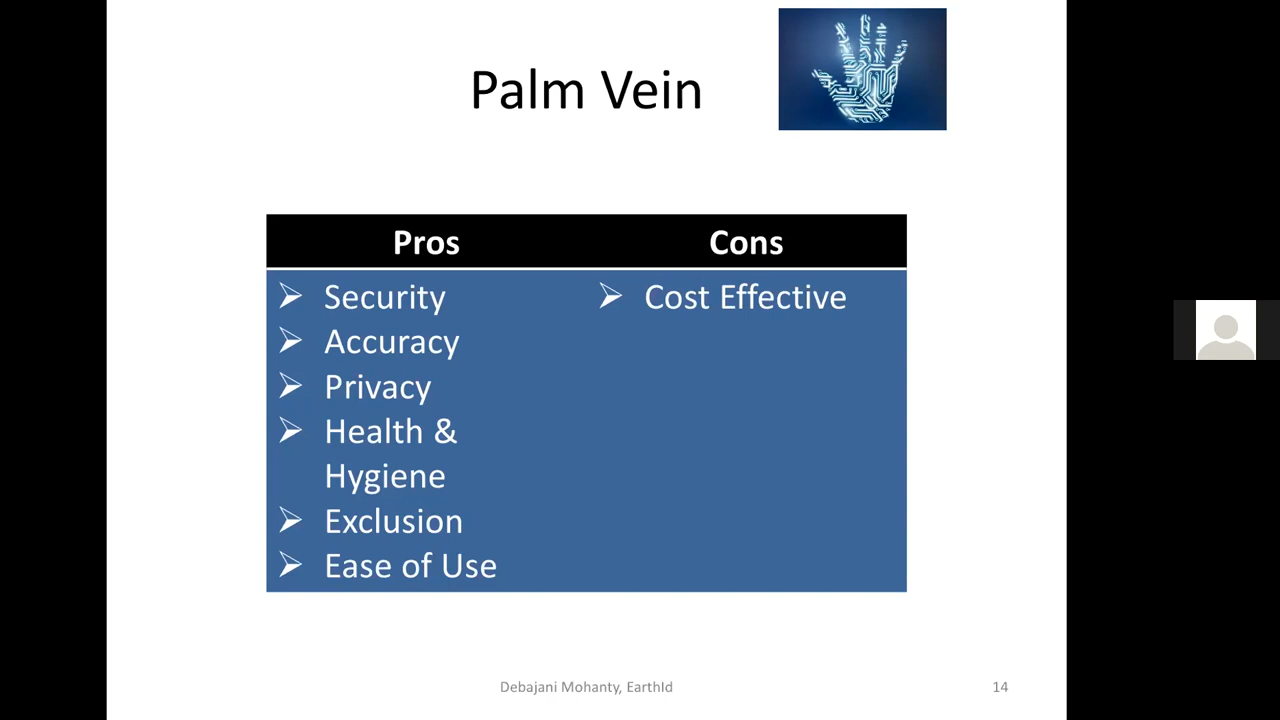 Palm Vein
Pros
Cons
➢ Security
➢ Accuracy
➢ Privacy
➢ Health &
Hygiene
➢ Exclusion
➢ Ease of Use
➢ Cost Effective
Debajani Mohanty, EarthId
14